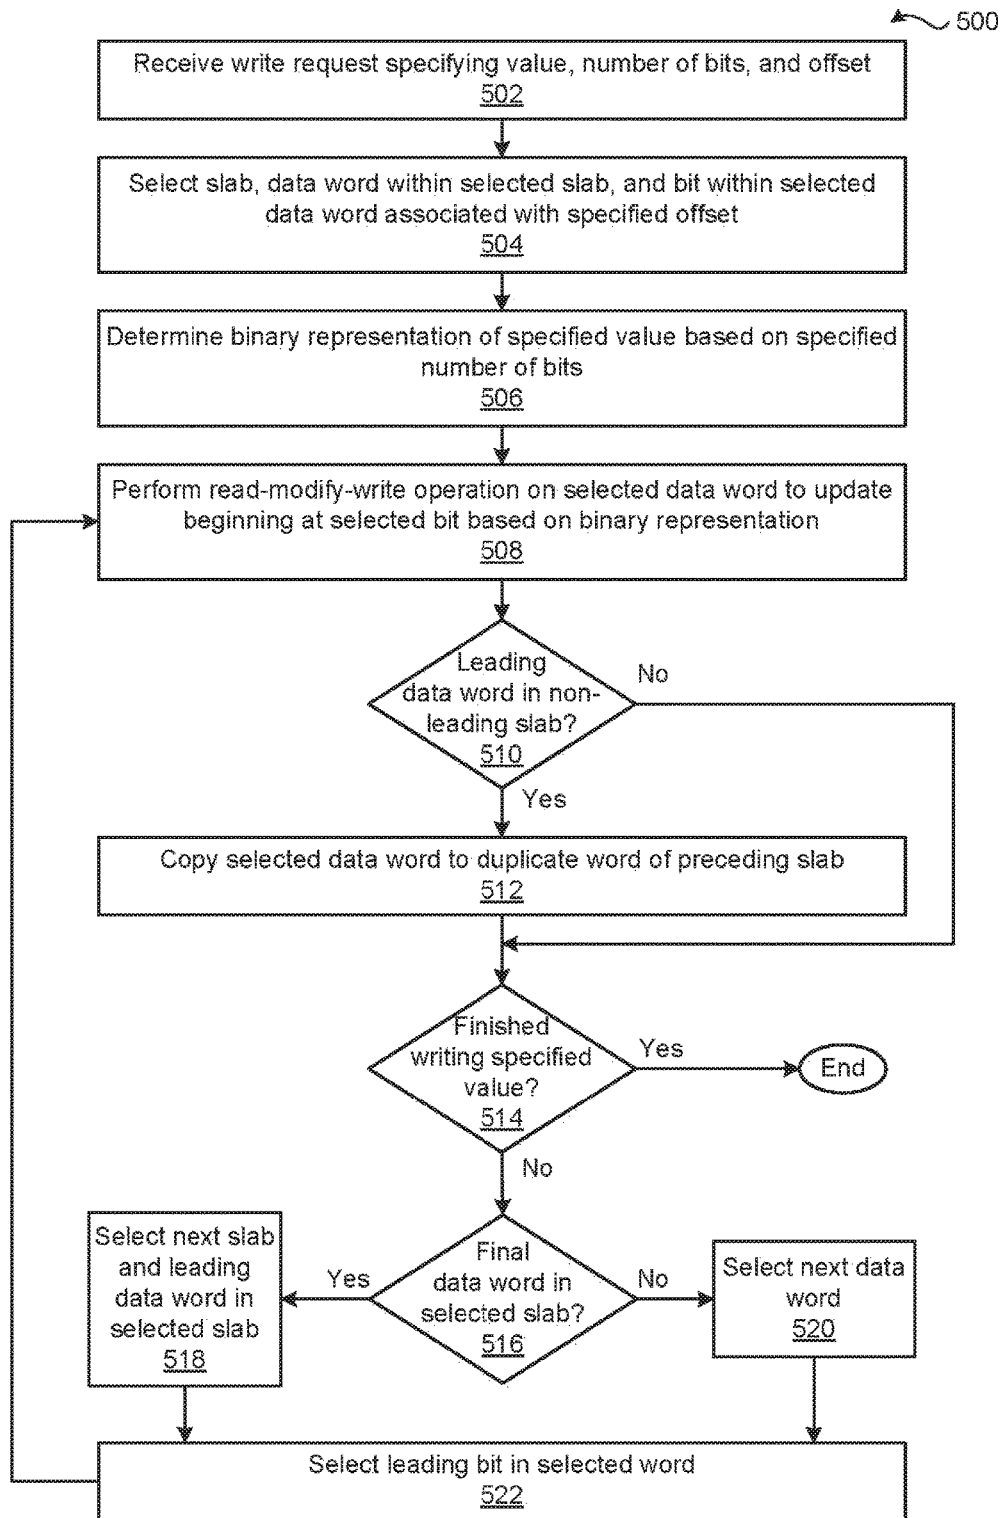 500
Receive write request specifying value, number of bits, and offset
502
Select slab, data word within selected slab, and bit within selected
data word associated with specified offset
504
Determine binary representation of specified value based on specified
number of bits
506
Perform read-modify-write operation on selected data word to update
beginning at selected bit based on binary representation
508
Leading
data word in non-
leading slab?
510
No
Yes
Copy selected data word to duplicate word of preceding slab
512
Finished
writing specified
value?
514
Yes
End
No
Final
data word in
selected slab?
516
Yes
No
Select next slab
and leading
data word in
selected slab
518
Select next data
word
520
Select leading bit in selected word
522